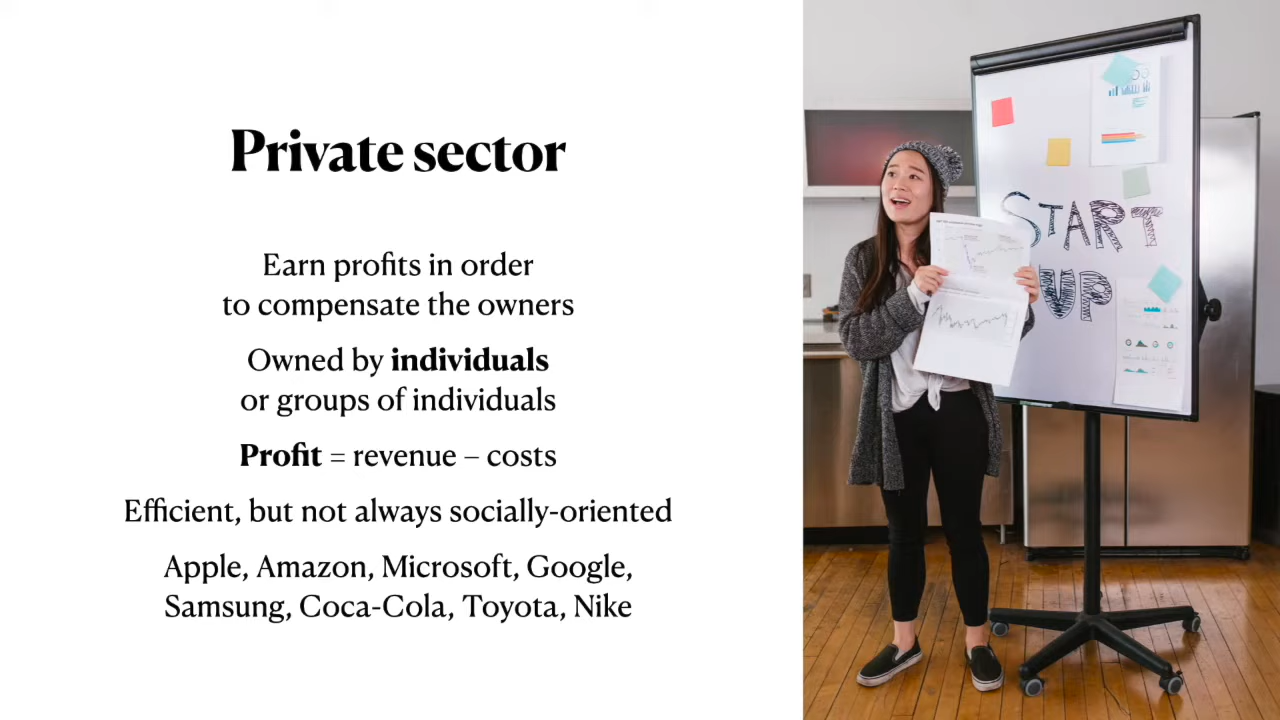 Private sector
Earn profits in order
to compensate the owners
Owned by individuals
or groups of individuals
Profit = revenue – costs
Efficient, but not always socially-oriented
Apple, Amazon, Microsoft, Google,
Samsung, Coca-Cola, Toyota, Nike
START
UP